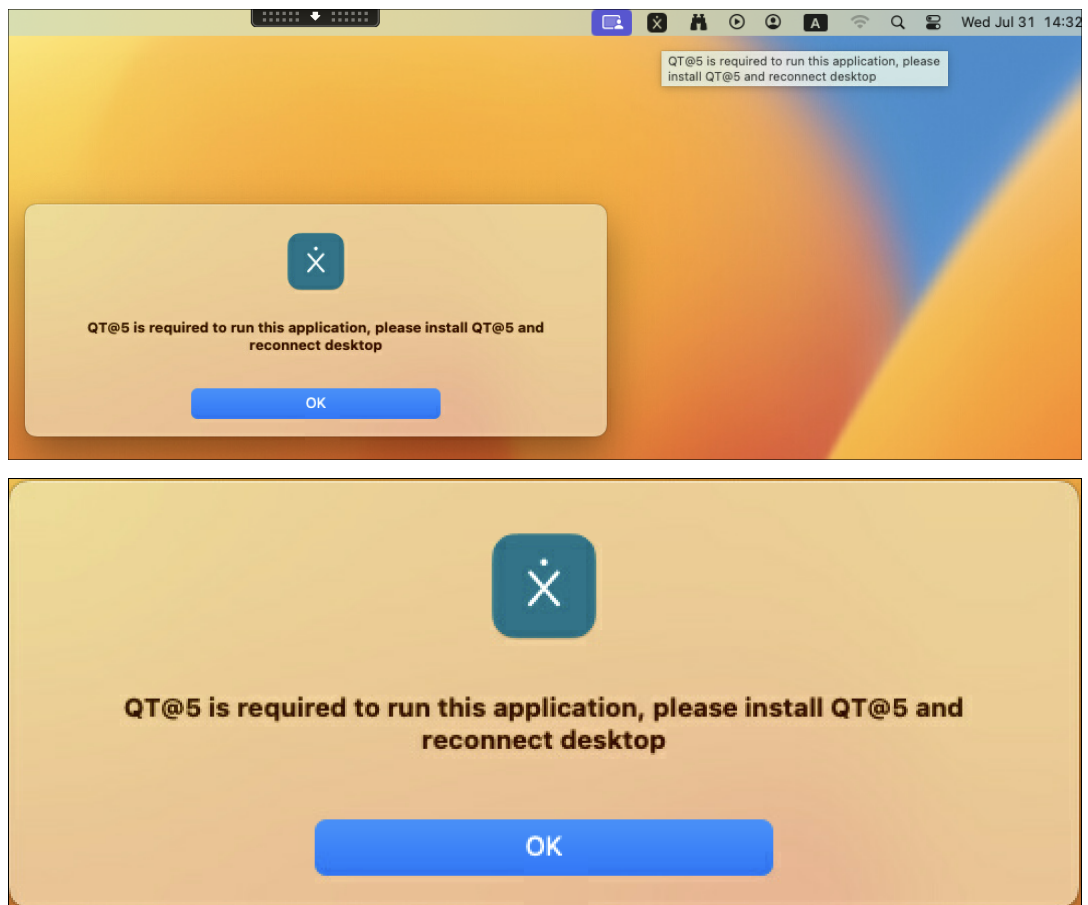 A
Wed Jul 31 14:32
QT@5 is required to run this application, please
install QT@5 and reconnect desktop
Ẋ
QT@5 is required to run this application, please install QT@5 and
reconnect desktop
OK
Ẋ
QT@5 is required to run this application, please install QT@5 and
reconnect desktop
OK